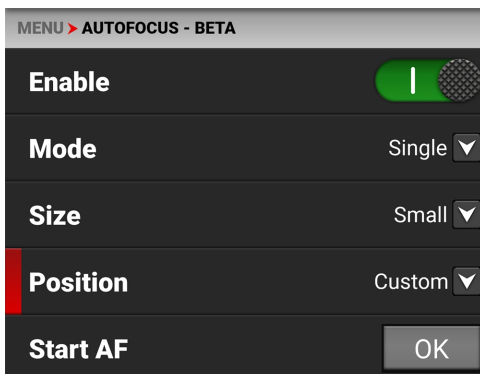 MENU > AUTOFOCUS - BETA
Enable
Mode Single
Size Small
Position Custom
Start AF OK